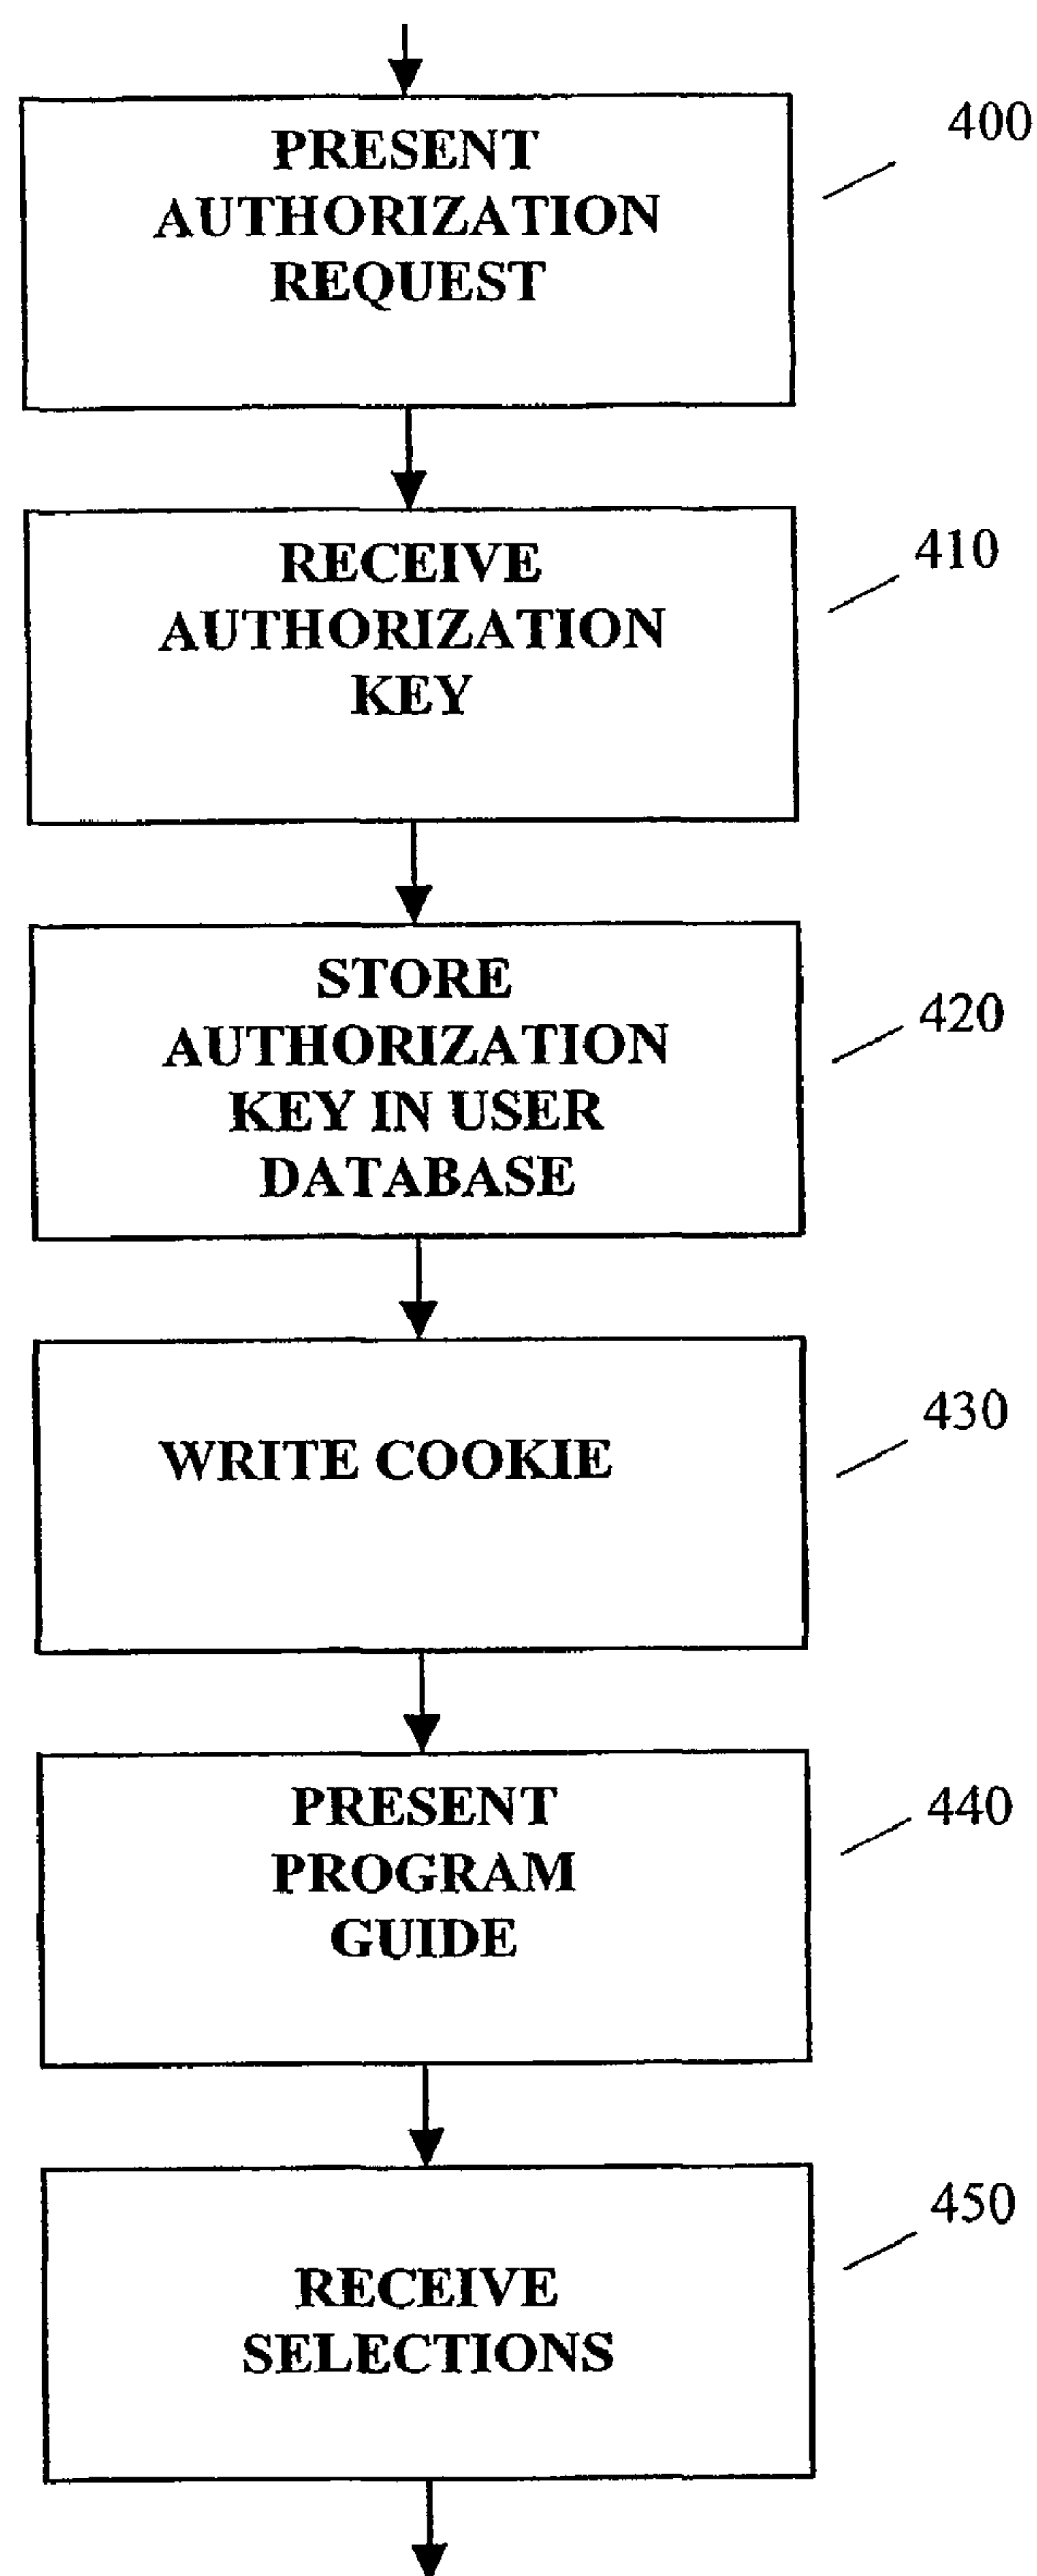 PRESENT
AUTHORIZATION
REQUEST
400
RECEIVE
AUTHORIZATION
KEY
410
STORE
AUTHORIZATION
KEY IN USER
DATABASE
420
WRITE COOKIE
430
PRESENT
PROGRAM
GUIDE
440
RECEIVE
SELECTIONS
450